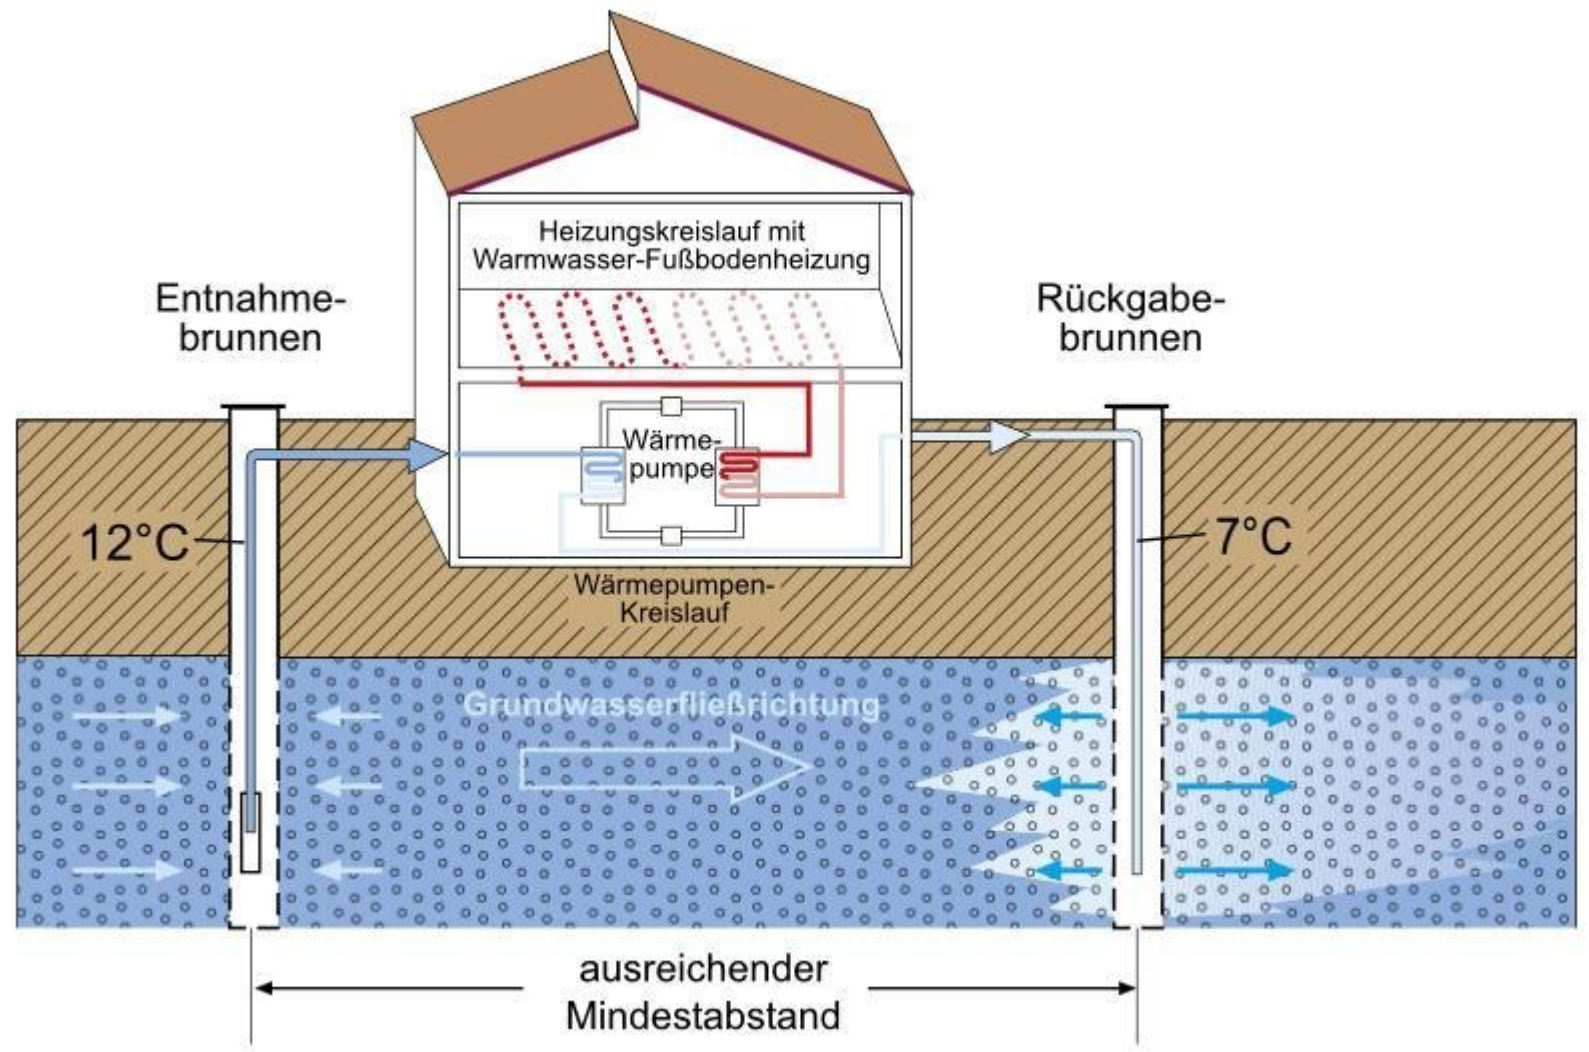 Heizungskreislauf mit
Warmwasser-Fußbodenheizung
Entnahme-
brunnen
Rückgabe-
brunnen
Wärme-
pumpe
12°C
7°C
Wärmepumpen-
Kreislauf
Grundwasserfließrichtung
ausreichender
Mindestabstand